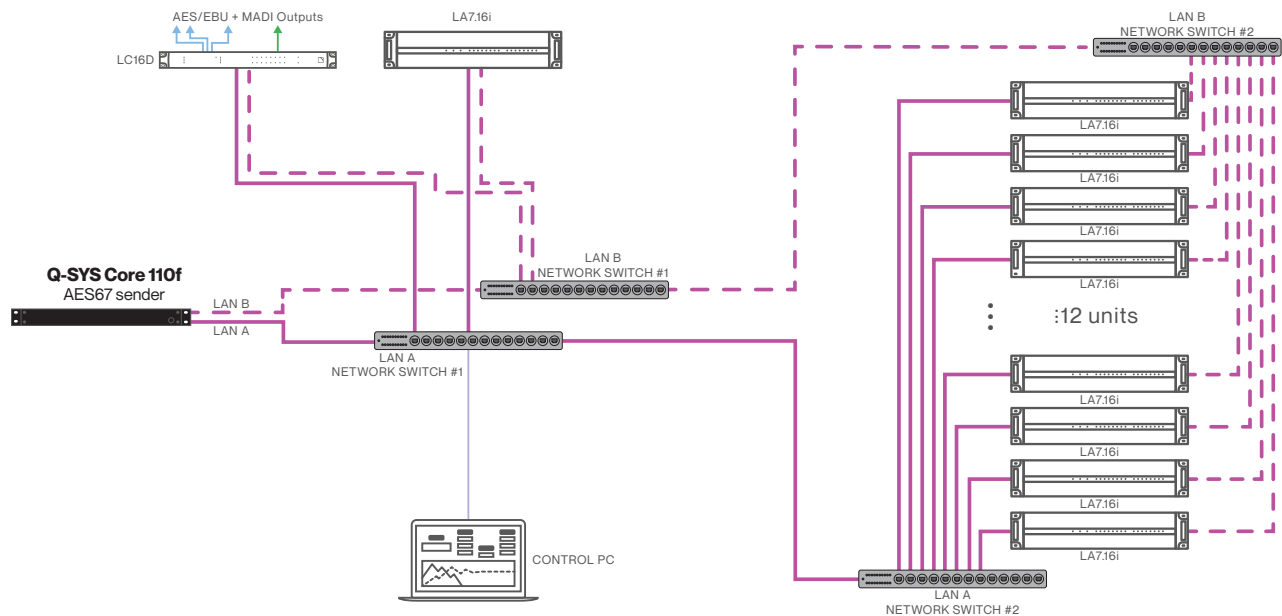 AES/EBU + MADI Outputs
LA7.16i
LC16D
LAN B
NETWORK SWITCH #2
LA7.16i
LA7.16i
LA7.16i
LA7.16i
LAN B
NETWORK SWITCH #1
Q-SYS Core 110f
AES67 sender
LAN B
LAN A
:12 units
LAN A
NETWORK SWITCH #1
LA7.16i
LA7.16i
LA7.16i
LA7.16i
CONTROL PC
LAN A
NETWORK SWITCH #2